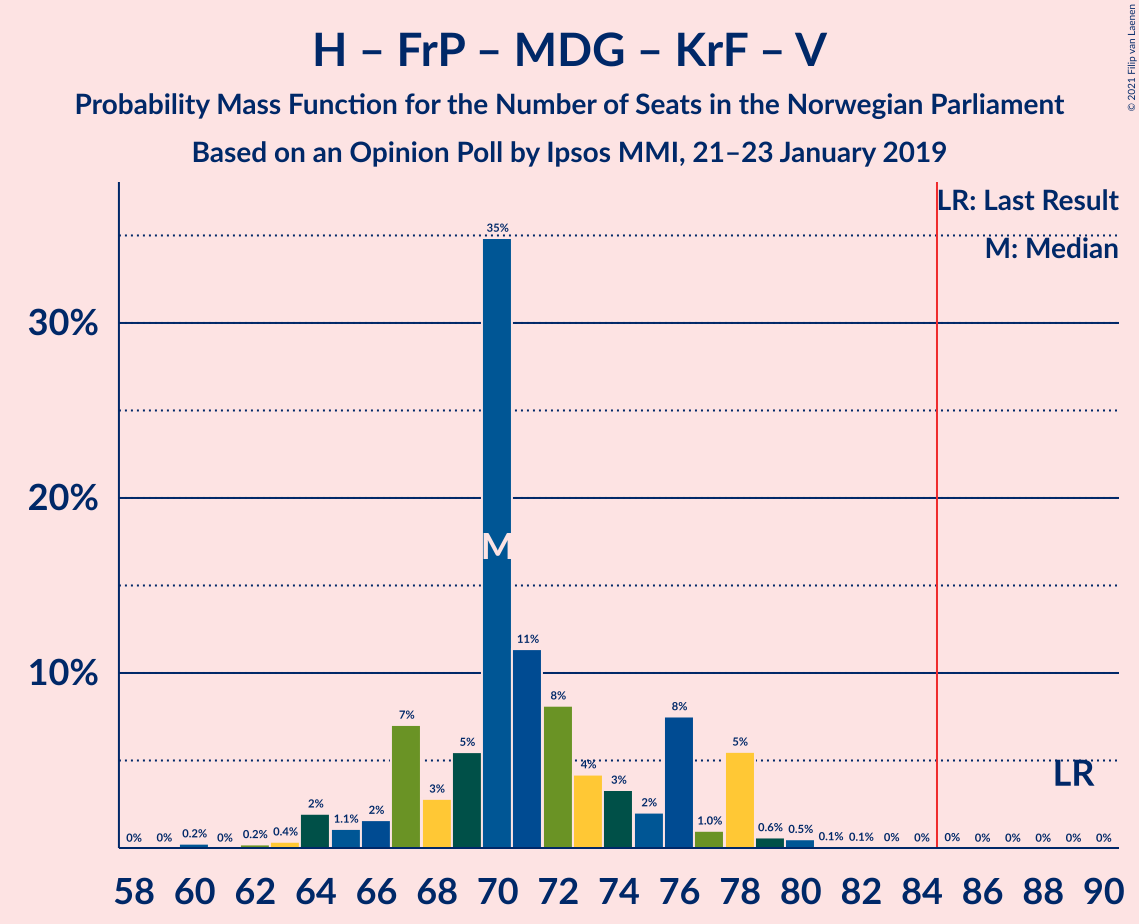 H – FrP – MDG – KrF – V
Probability Mass Function for the Number of Seats in the Norwegian Parliament
Based on an Opinion Poll by Ipsos MMI, 21–23 January 2019
© 2021 Filip van Laenen
LR: Last Result
M: Median
35%
30%
20%
M
11%
10%
8%
8%
7%
5%
5%
4%
LR
3%
3%
2%
2%
2%
1.1%
1.0%
0% 0% 0.2% 0% 0.2% 0.4% 0.6% 0.5% 0.1% 0.1% 0% 0% 0% 0% 0% 0% 0% 0%
58 60 62 64 66 68 70 72 74 76 78 80 82 84 86 88 90